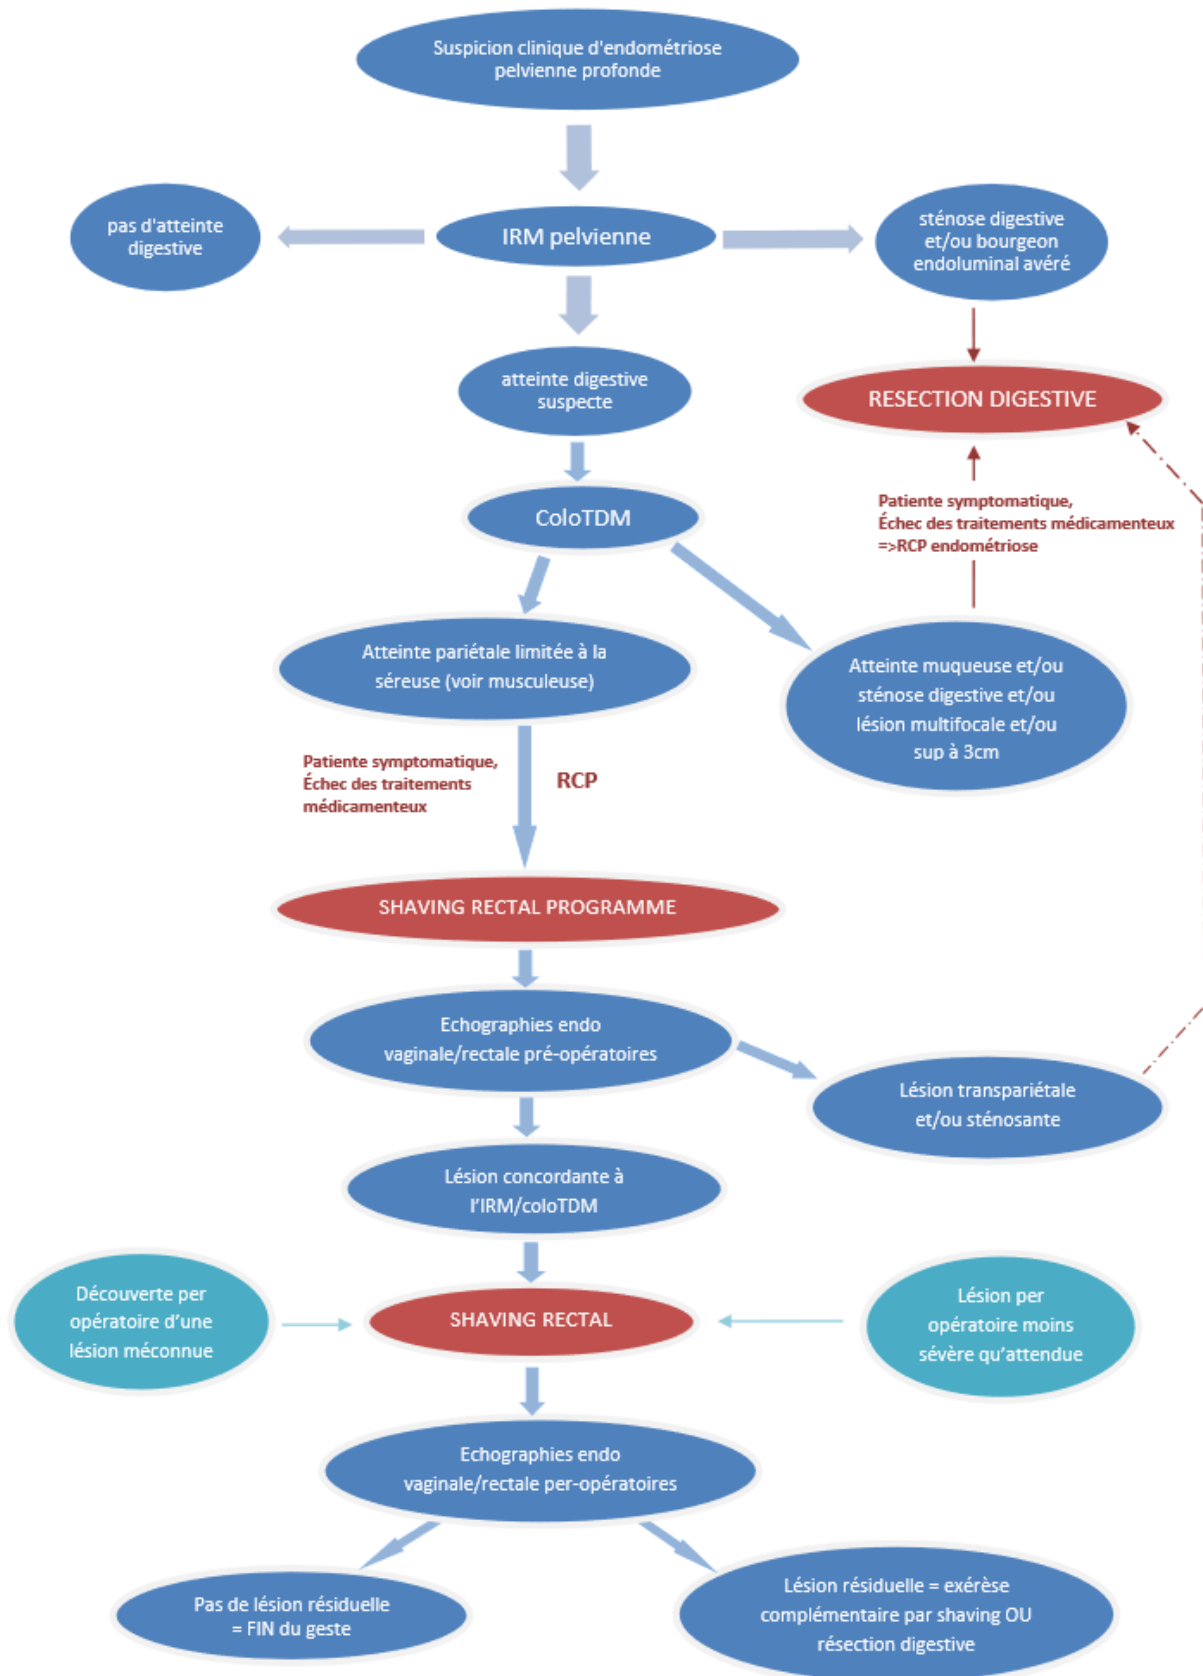 Suspicion clinique d'endométriose
pelvienne profonde
pas d'atteinte
digestive
IRM pelvienne
sténose digestive
et/ou bourgeon
endoluminal avéré
atteinte digestive
suspecte
RESECTION DIGESTIVE
ColoTDM
Patiente symptomatique,
Échec des traitements médicamenteux
=>RCP endométriose
Atteinte pariétale limitée à la
séreuse (voir musculeuse)
Atteinte muqueuse et/ou
sténose digestive et/ou
lésion multifocale et/ou
sup à 3cm
Patiente symptomatique,
Échec des traitements
médicamenteux
RCP
SHAVING RECTAL PROGRAMME
Echographies endo
vaginale/rectale pré-opératoires
Lésion transpariétale
et/ou sténosante
Lésion concordante à
l’IRM/coloTDM
Découverte per
opératoire d’une
lésion méconnue
SHAVING RECTAL
Lésion per
opératoire moins
sévère qu’attendue
Echographies endo
vaginale/rectale per-opératoires
Pas de lésion résiduelle
= FIN du geste
Lésion résiduelle = exérèse
complémentaire par shaving OU
résection digestive